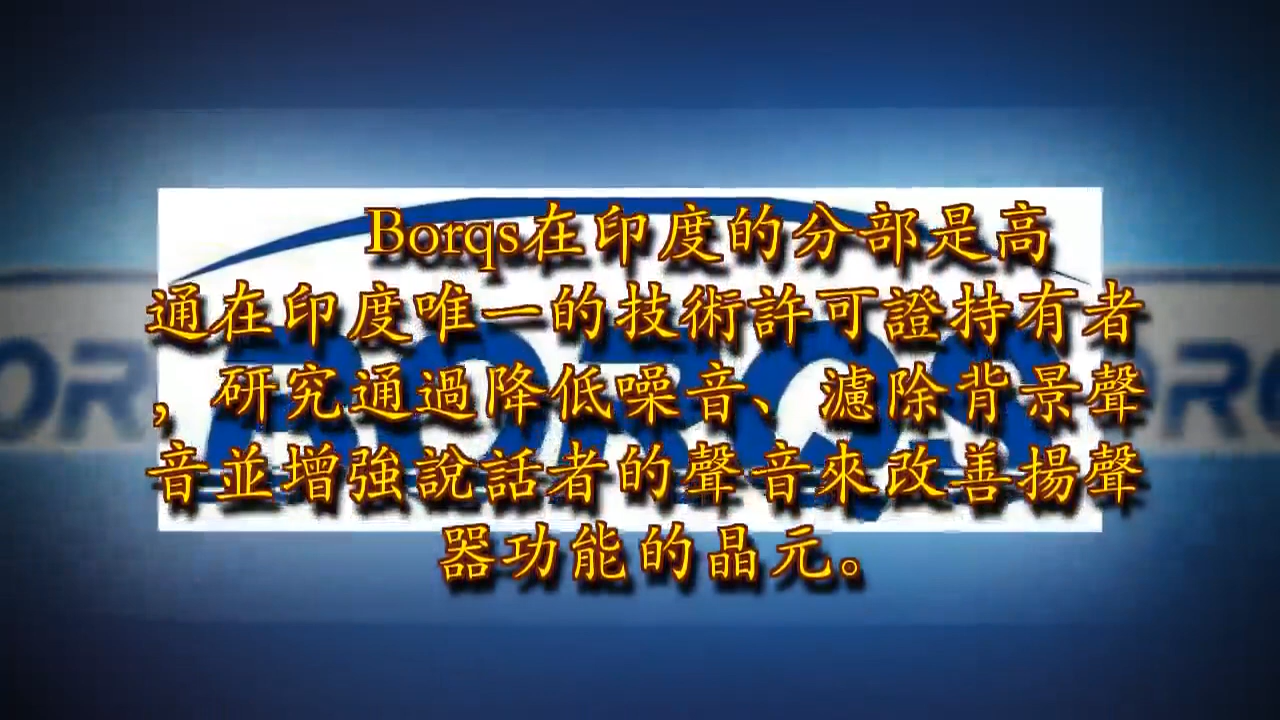 Borqs在印度的分部是高
通在印度唯一的技術許可證持有者
，研究通過降低噪音、濾除背景聲
音並增強說話者的聲音來改善揚聲
器功能的晶元。
BORQS